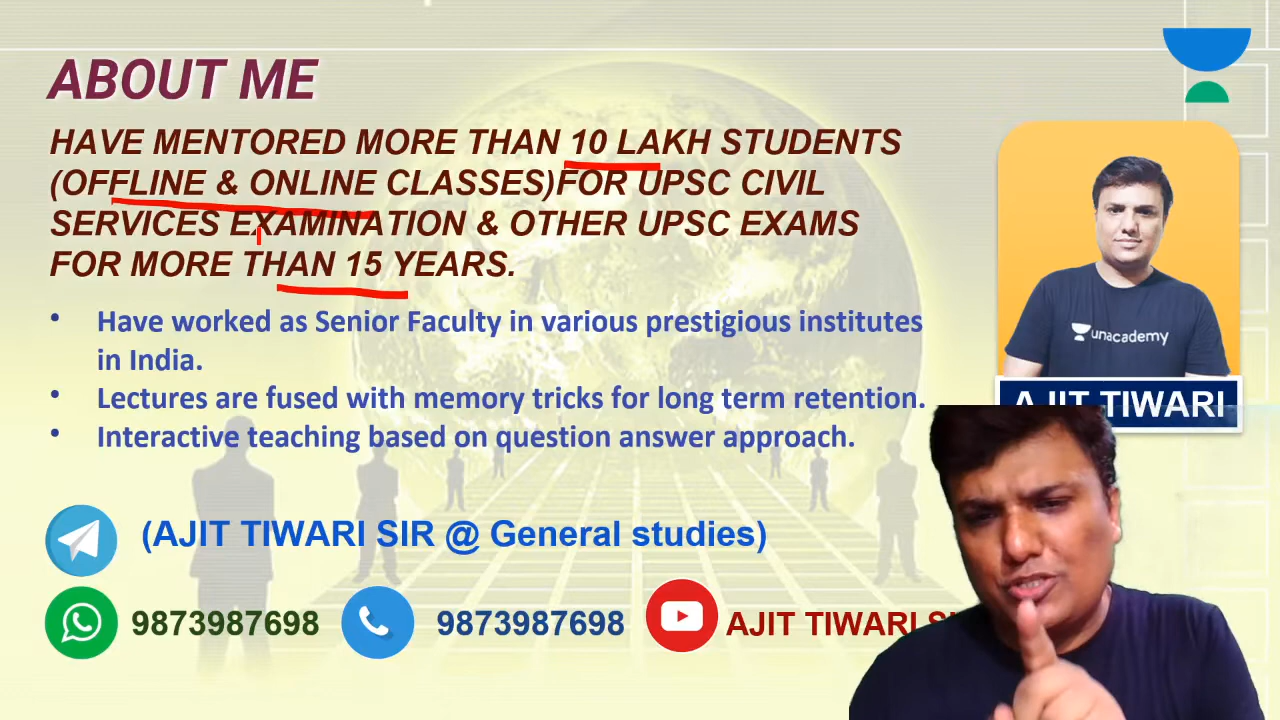 ABOUT ME
HAVE MENTORED MORE THAN 10 LAKH STUDENTS
(OFFLINE & ONLINE CLASSES)FOR UPSC CIVIL
SERVICES EXAMINATION & OTHER UPSC EXAMS
FOR MORE THAN 15 YEARS.
• Have worked as Senior Faculty in various prestigious institutes
in India.
• Lectures are fused with memory tricks for long term retention.
• Interactive teaching based on question answer approach.
unacademy
AJIT TIWARI
(AJIT TIWARI SIR @ General studies)
9873987698
9873987698
AJIT TIWARI